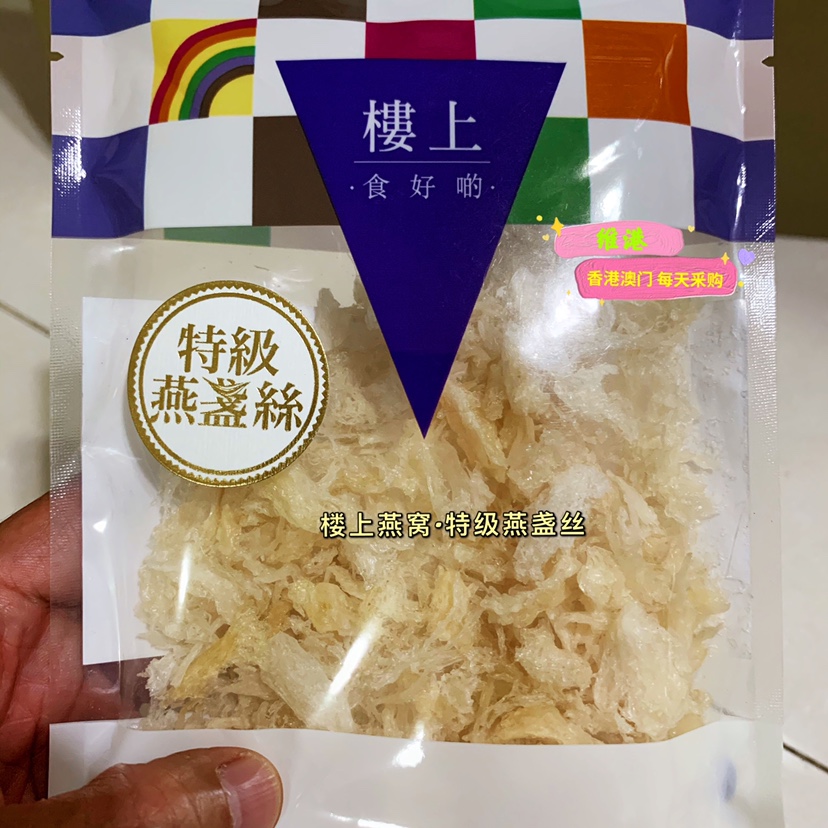 樓上
·食好啲·
维港
香港澳门 每天采购
特級
燕盞絲
楼上燕窝·特级燕盏丝